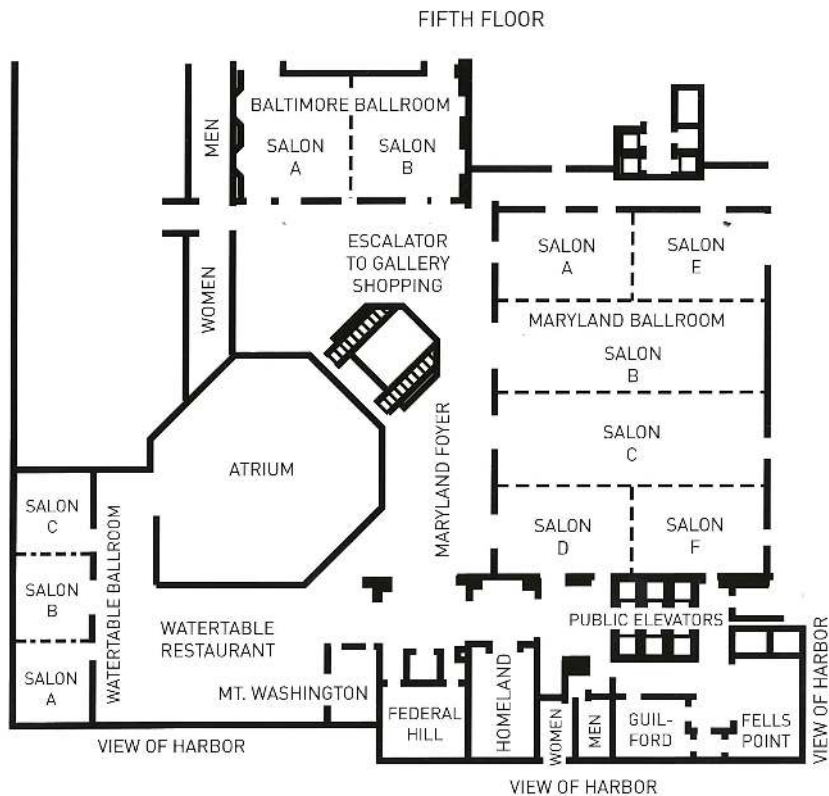 FIFTH FLOOR
BALTIMORE BALLROOM
MEN
SALON
A
SALON
B
ESCALATOR
TO GALLERY
SHOPPING
WOMEN
SALON
A
SALON
E
MARYLAND BALLROOM
SALON
B
SALON
C
SALON
D
SALON
F
MARYLAND FOYER
ATRIUM
SALON
C
SALON
B
SALON
A
WATERTABLE BALLROOM
WATERTABLE
RESTAURANT
MT. WASHINGTON
PUBLIC ELEVATORS
FEDERAL
HILL
HOMELAND
WOMEN
MEN
GUIL-
FORD
FELLS
POINT
VIEW OF HARBOR
VIEW OF HARBOR
VIEW OF HARBOR